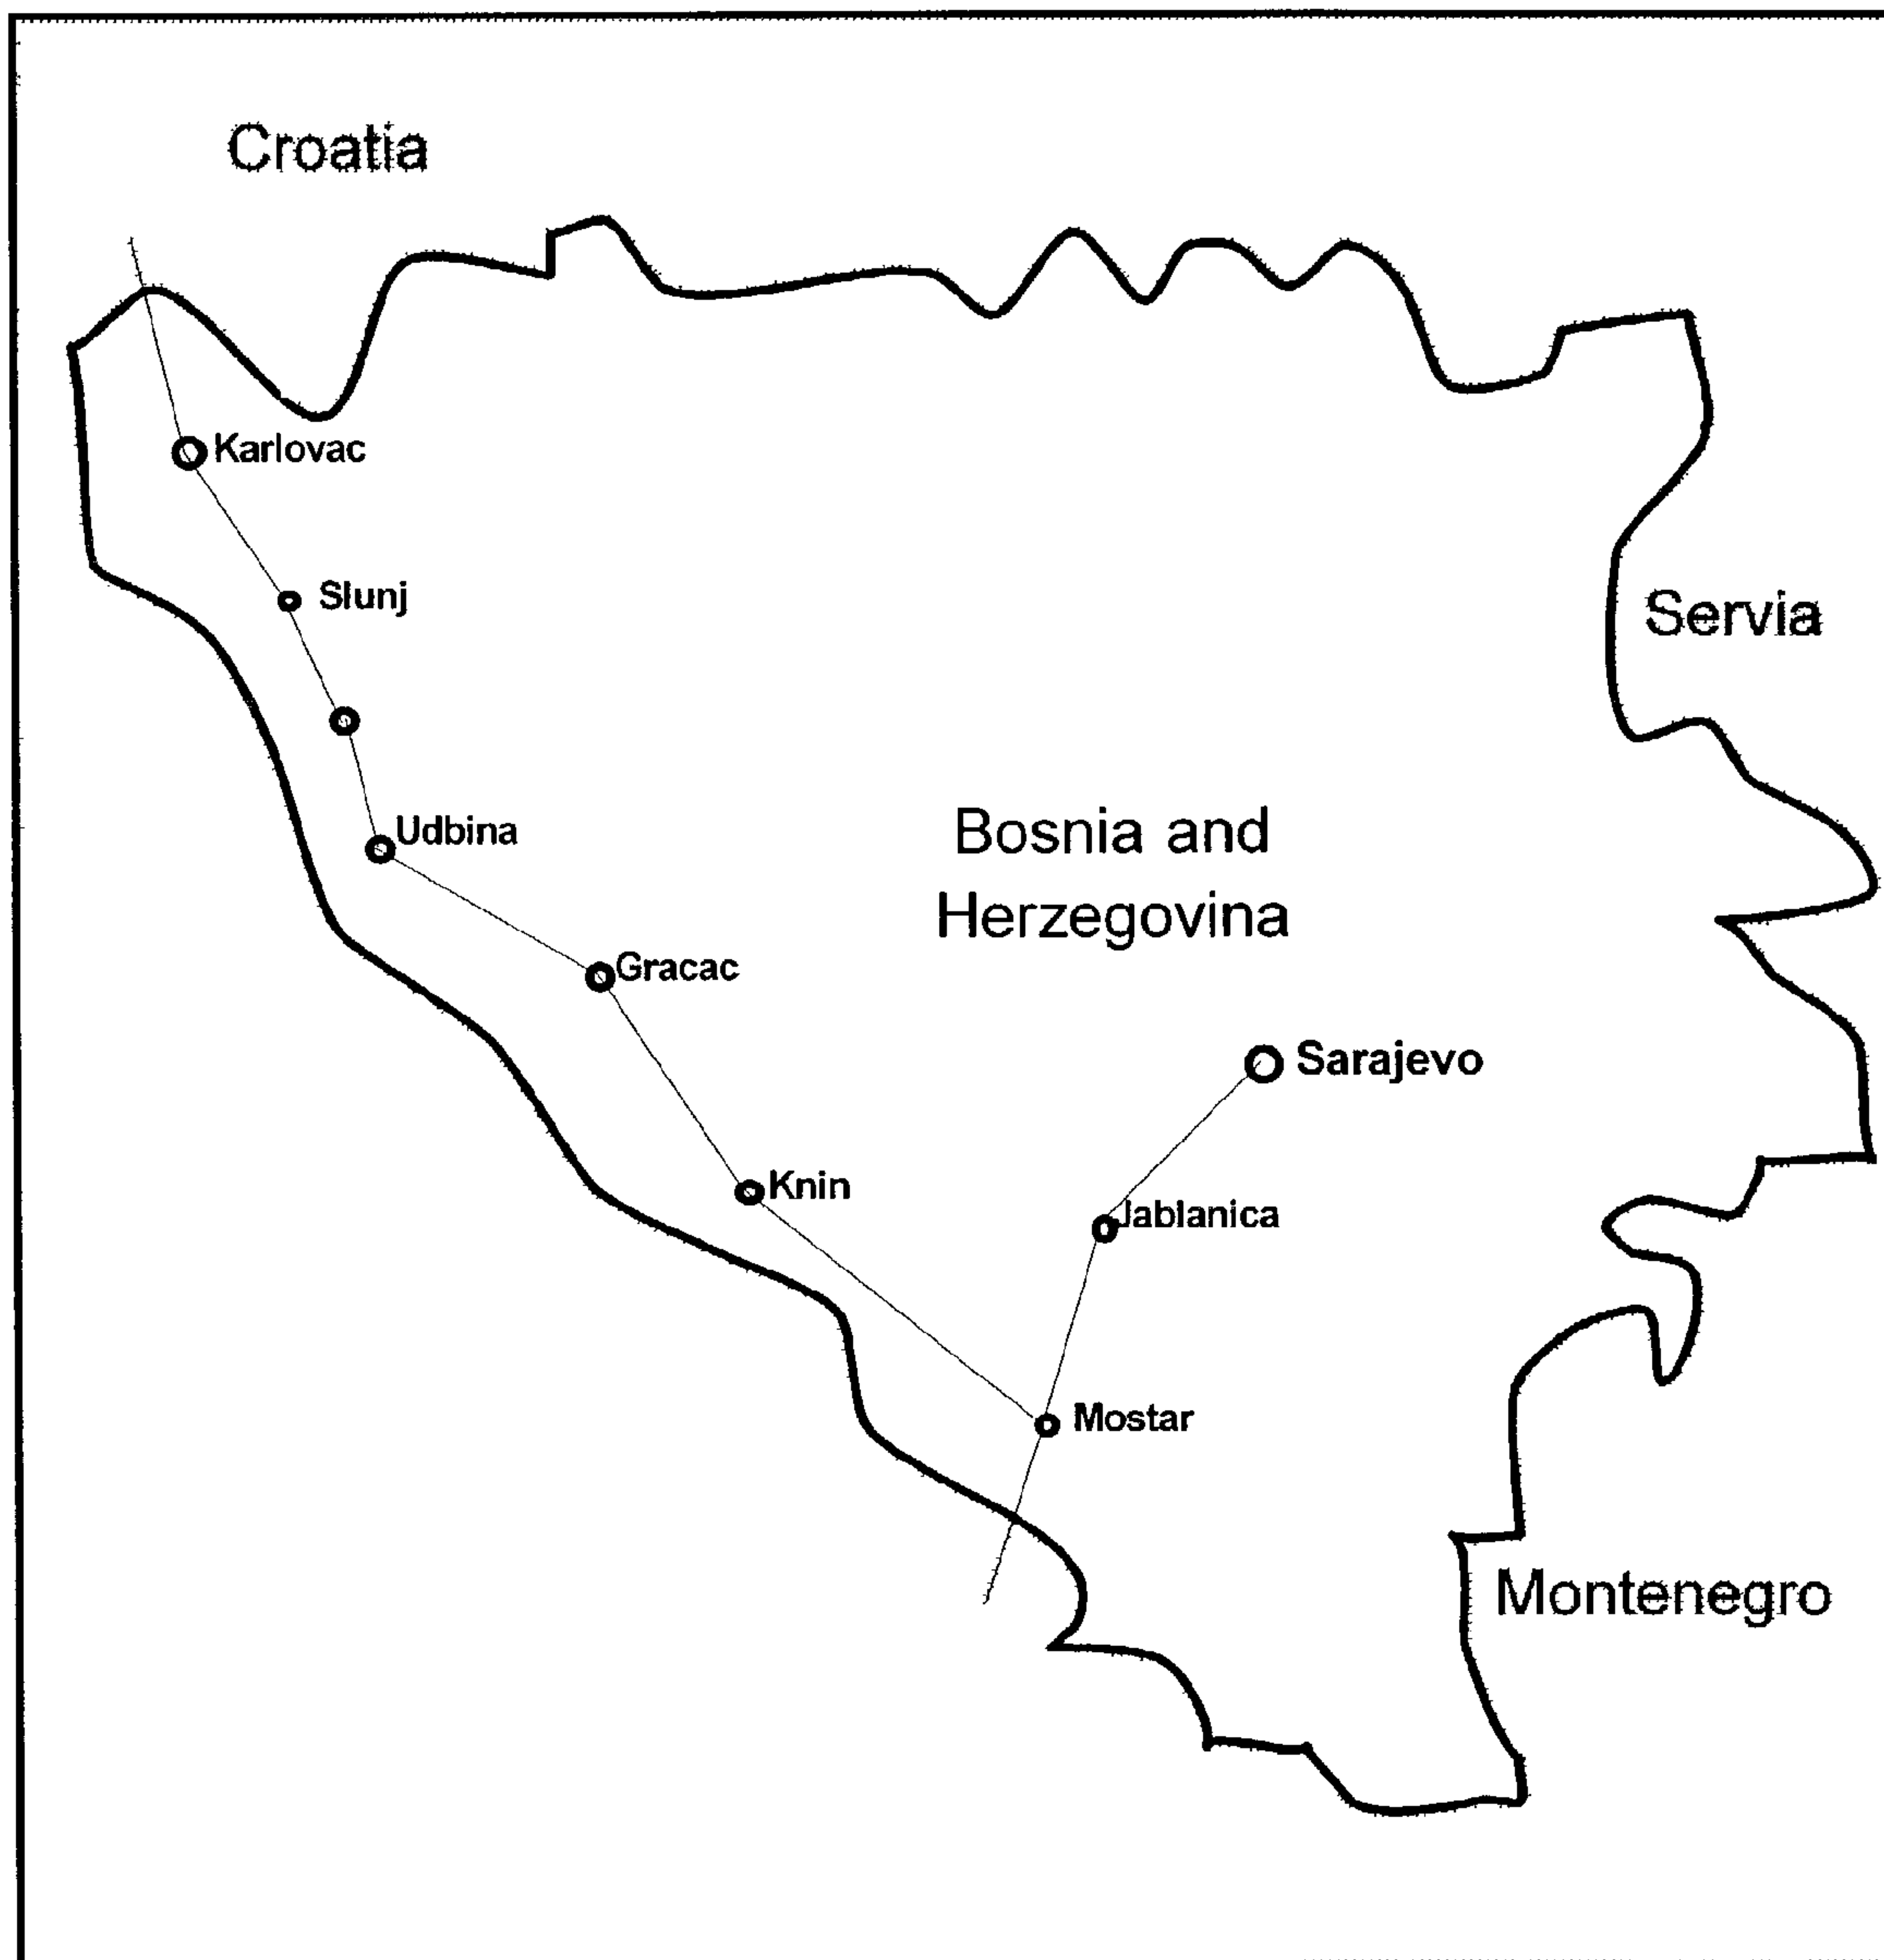 Croatia
Karlovac
Slunj
Servia
Udbina
Bosnia and
Herzegovina
Gracac
Sarajevo
Knin
Jablanica
Mostar
Montenegro